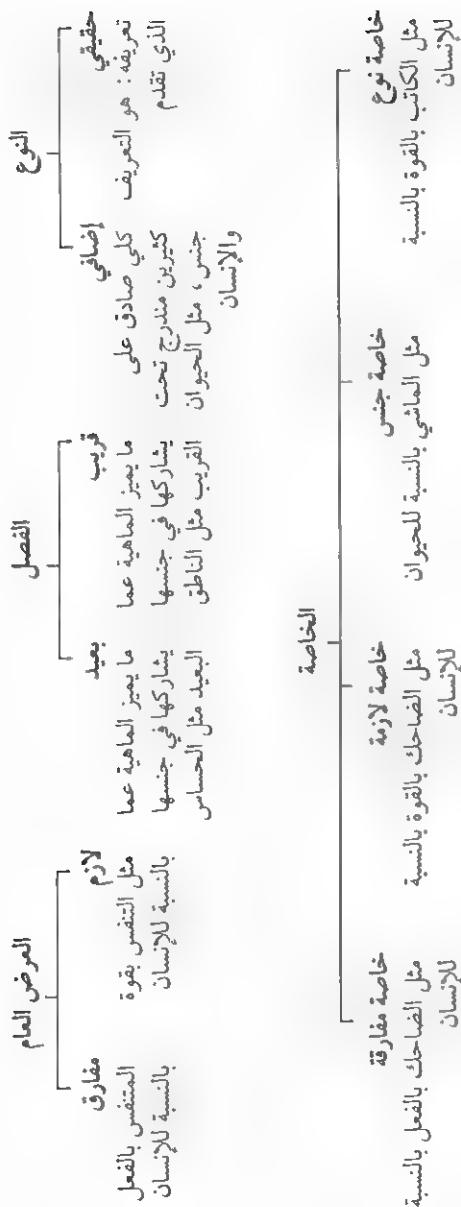 النوع
حقيقي
تعريفه: هو التعريف
الذي تقدم
إضافي
كلي صادق على
كثيرين مندرج تحت
جنس، مثل الحيوان
والإنسان
الفصل
قريب
ما يميز الماهية عما
يشاركها في جنسها
القريب مثل الناطق
بعيد
ما يميز الماهية عما
يشاركها في جنسها
البعيد مثل الحساس
العرض العام
لازم
مثل التنفس بقوة
بالنسبة للإنسان
مفارق
المتنفس بالفعل
بالنسبة للإنسان
الخاصة
خاصة نوع
مثل الكاتب بالقوة بالنسبة
للإنسان
خاصة جنس
مثل الماشي بالنسبة للحيوان
خاصة لازمة
مثل الضاحك بالقوة بالنسبة
للإنسان
خاصة مفارقة
مثل الضاحك بالفعل بالنسبة
للإنسان